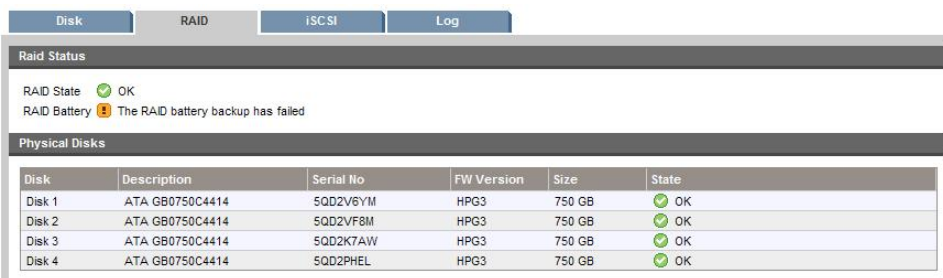 Disk RAID iSCSI Log
Raid Status
RAID State OK
RAID Battery The RAID battery backup has failed
Physical Disks
Disk Description Serial No FW Version Size State
Disk 1 ATA GB0750C4414 5QD2V6YM HPG3 750 GB OK
Disk 2 ATA GB0750C4414 5QD2VF8M HPG3 750 GB OK
Disk 3 ATA GB0750C4414 5QD2K7AW HPG3 750 GB OK
Disk 4 ATA GB0750C4414 5QD2PHEL HPG3 750 GB OK